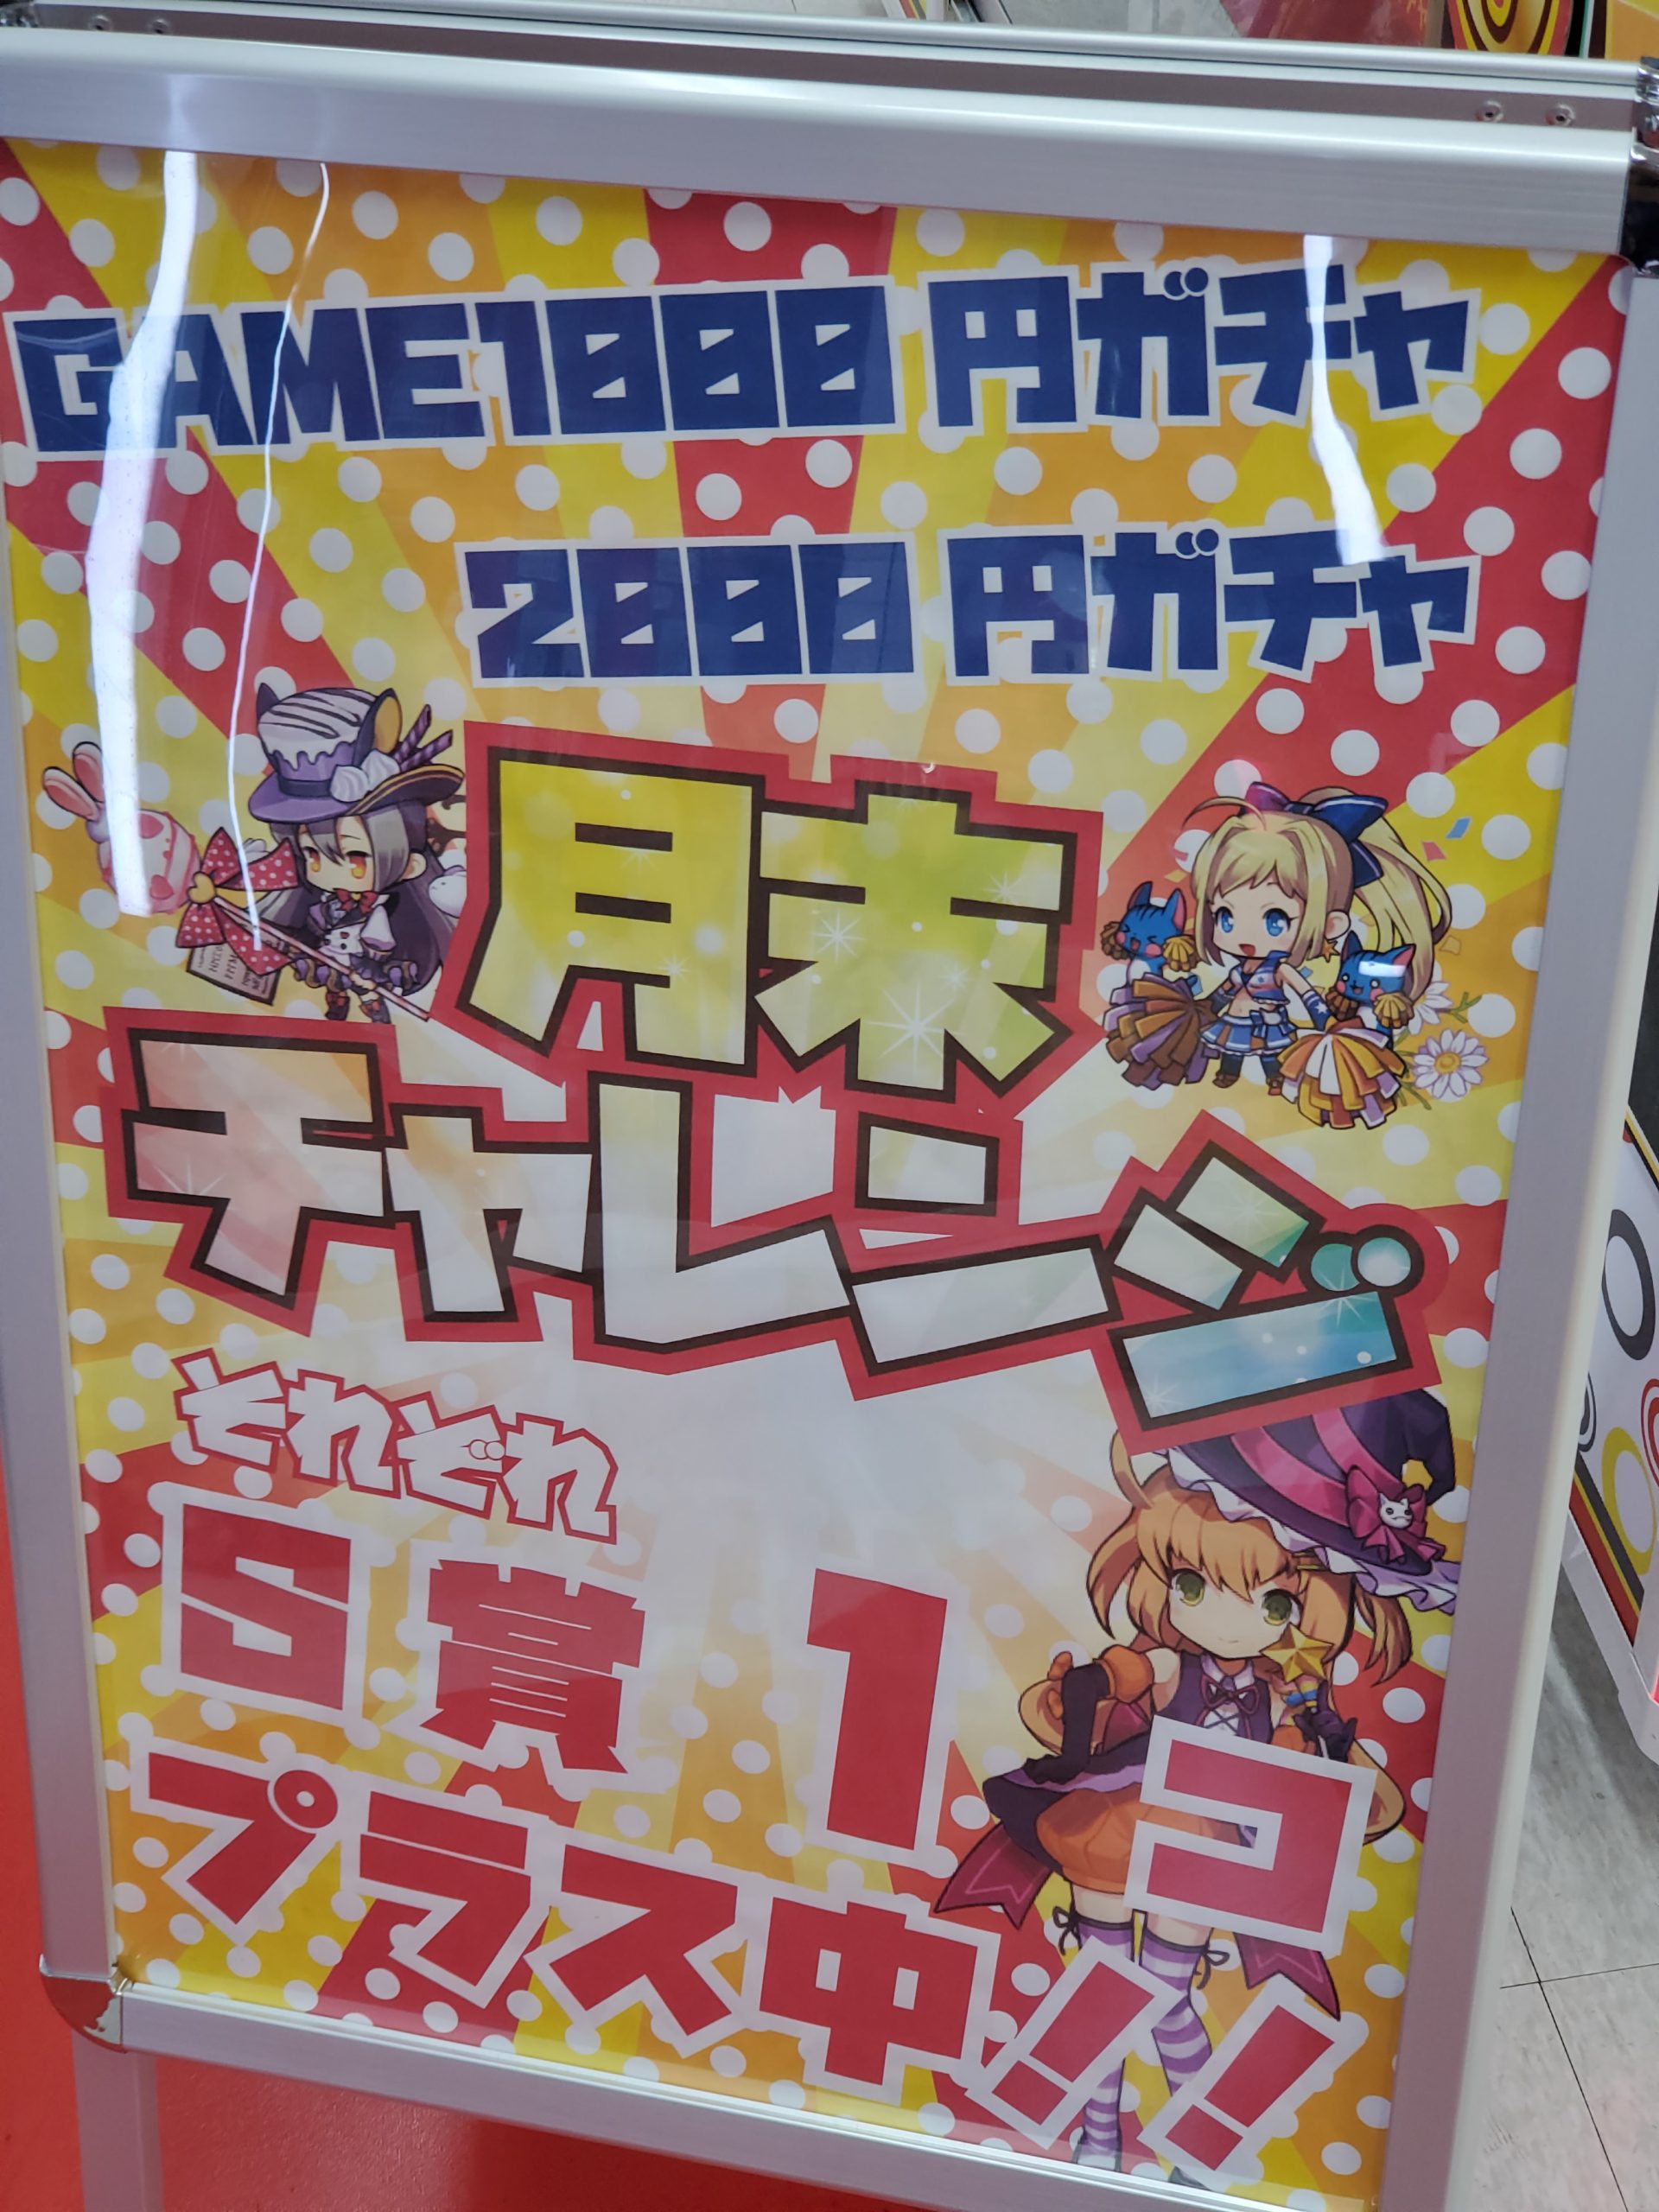 GAME1000円ガチャ
2000円ガチャ
月末
チャレンジ
それぞれ
S賞 1コ
プラス中!!